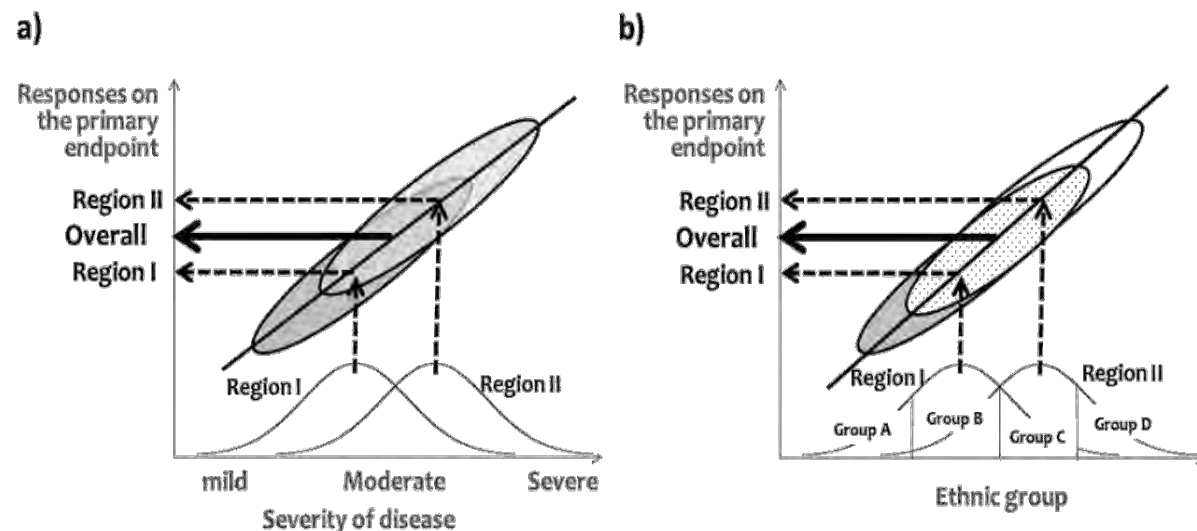 a)
Responses on
the primary
endpoint
Region II
Overall
Region I
Region I
Region II
mild Moderate Severe
Severity of disease
b)
Responses on
the primary
endpoint
Region II
Overall
Region I
Region I
Region II
Group A
Group B
Group C
Group D
Ethnic group